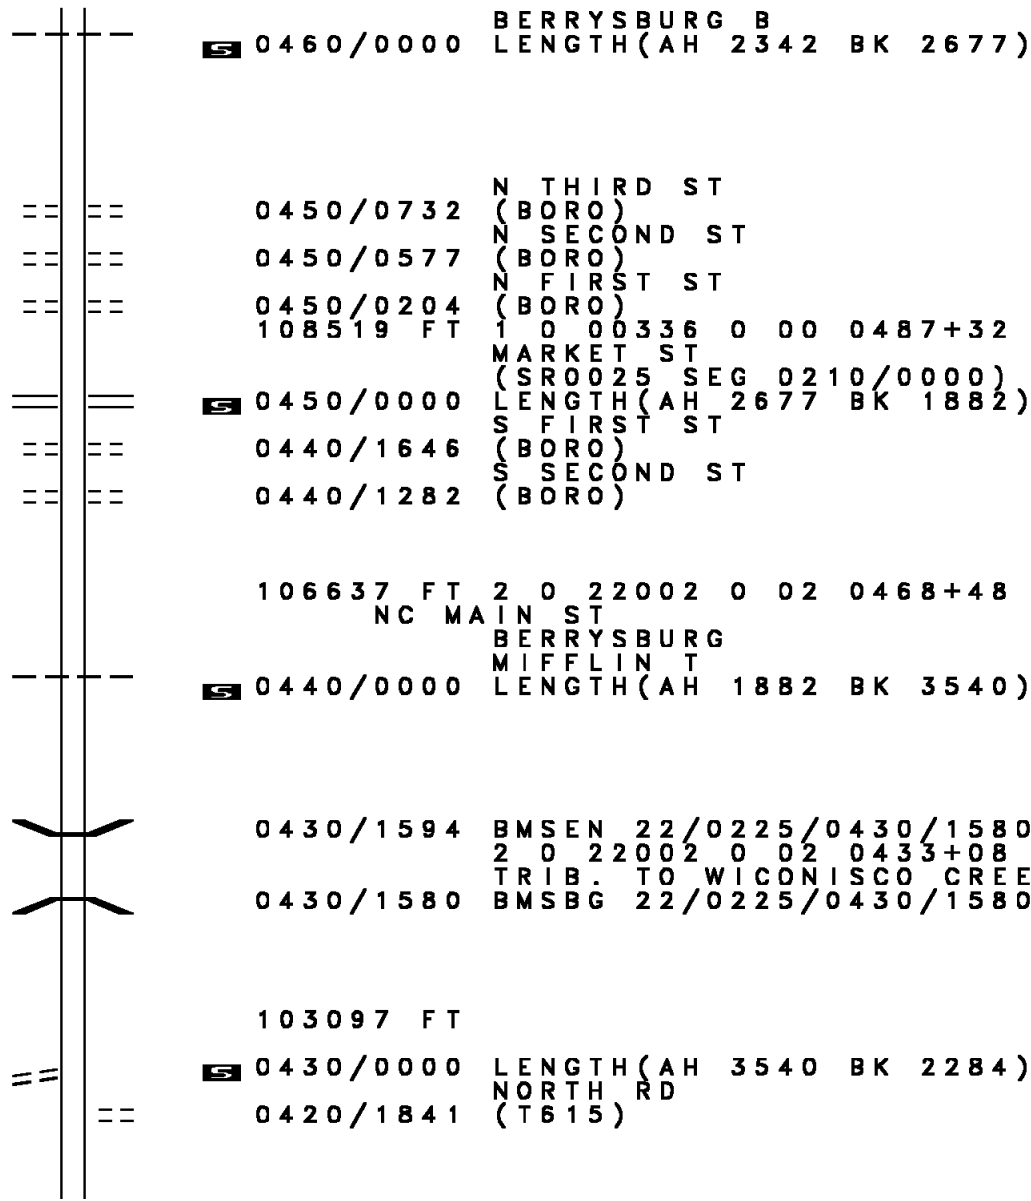 BERRYSBURG B
S 0460/0000 LENGTH(AH 2342 BK 2677)
N THIRD ST
0450/0732 (BORO)
N SECOND ST
0450/0577 (BORO)
N FIRST ST
0450/0204 (BORO)
108519 FT 1 0 00336 0 00 0487+32
MARKET ST
(SR0025 SEG 0210/0000)
S 0450/0000 LENGTH(AH 2677 BK 1882)
S FIRST ST
0440/1646 (BORO)
S SECOND ST
0440/1282 (BORO)
106637 FT 2 0 22002 0 02 0468+48
NC MAIN ST
BERRYSBURG
MIFFLIN T
S 0440/0000 LENGTH(AH 1882 BK 3540)
0430/1594 BMSEN 22/0225/0430/1580
2 0 22002 0 02 0433+08
TRIB. TO WICONISCO CREE
0430/1580 BMSBG 22/0225/0430/1580
103097 FT
S 0430/0000 LENGTH(AH 3540 BK 2284)
NORTH RD
0420/1841 (T615)